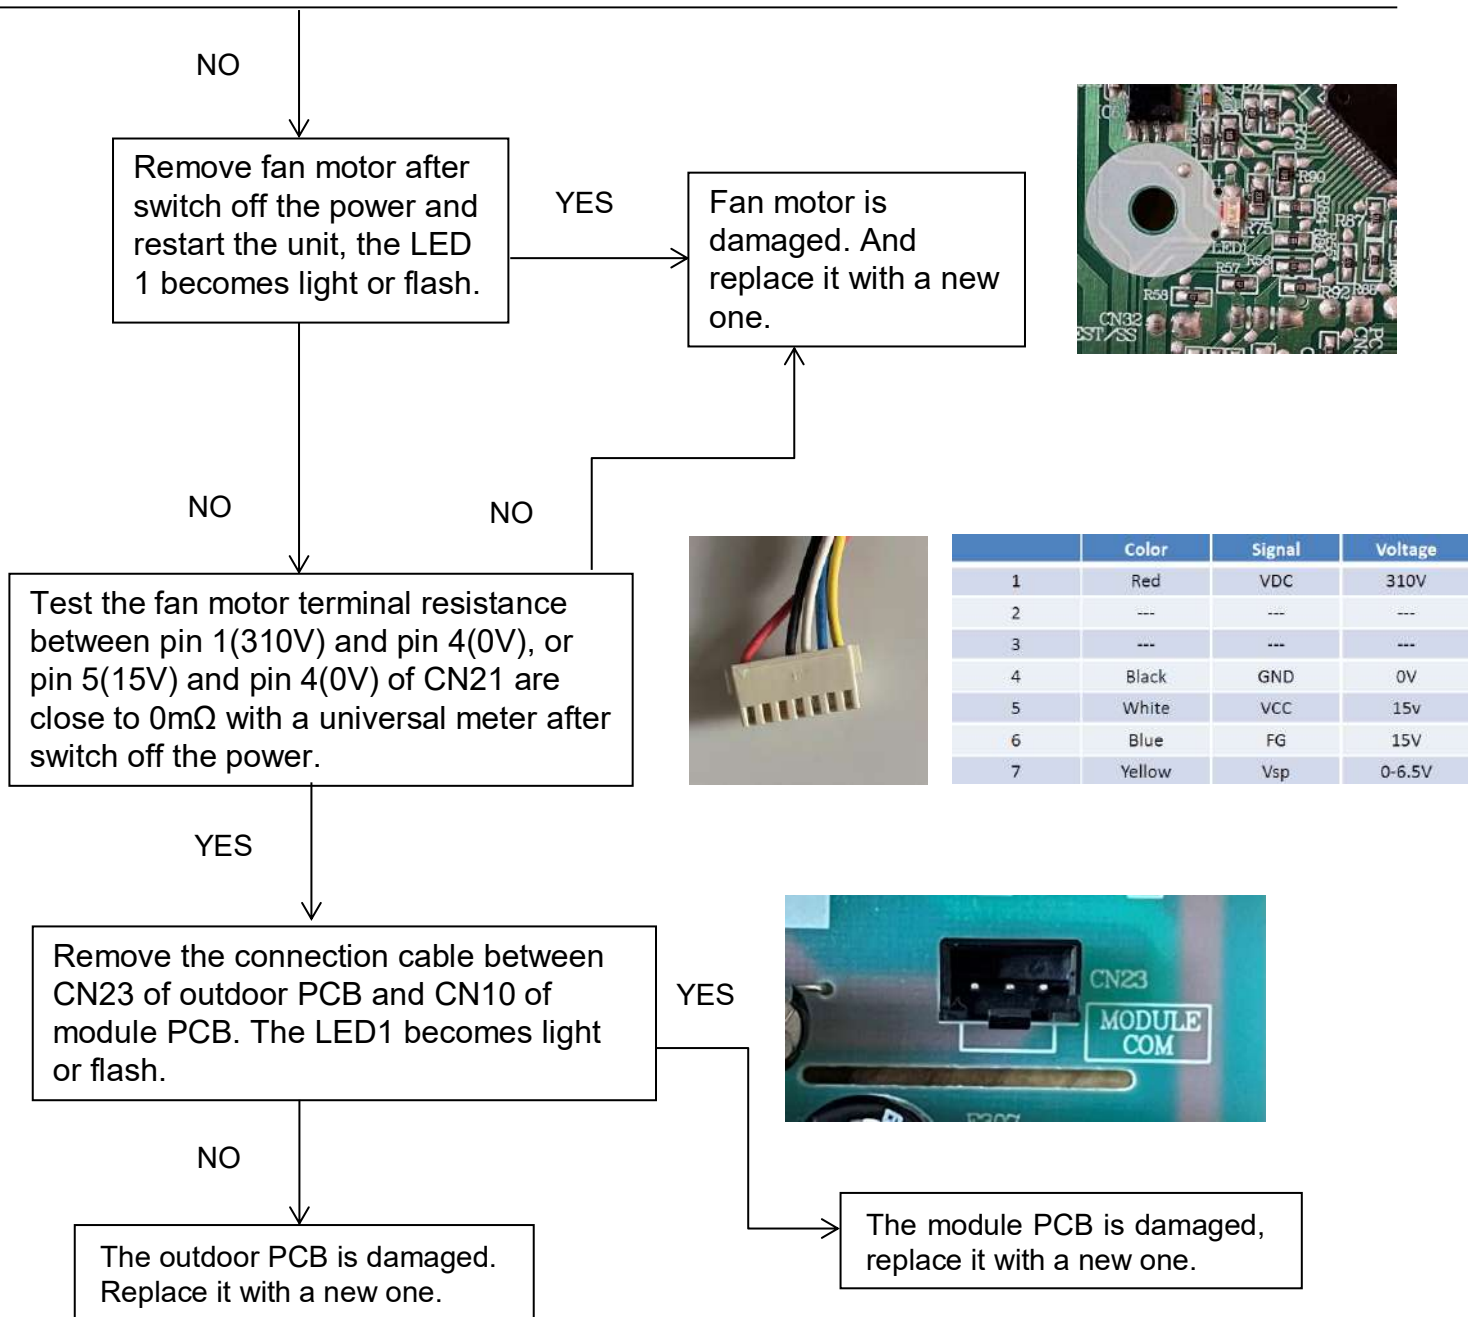 NO
Remove fan motor after
switch off the power and
restart the unit, the LED
1 becomes light or flash.
YES
Fan motor is
damaged. And
replace it with a new
one.
R73
R90
R75
R87
LED1
R57
R58
R92
R88
CN32
EST/SS
NO
NO
Test the fan motor terminal resistance
between pin 1(310V) and pin 4(0V), or
pin 5(15V) and pin 4(0V) of CN21 are
close to 0mΩ with a universal meter after
switch off the power.
Color Signal Voltage
1 Red VDC 310V
2 --- --- ---
3 --- --- ---
4 Black GND 0V
5 White VCC 15v
6 Blue FG 15V
7 Yellow Vsp 0-6.5V
YES
Remove the connection cable between
CN23 of outdoor PCB and CN10 of
module PCB. The LED1 becomes light
or flash.
YES
CN23
MODULE
COM
NO
The outdoor PCB is damaged.
Replace it with a new one.
The module PCB is damaged,
replace it with a new one.